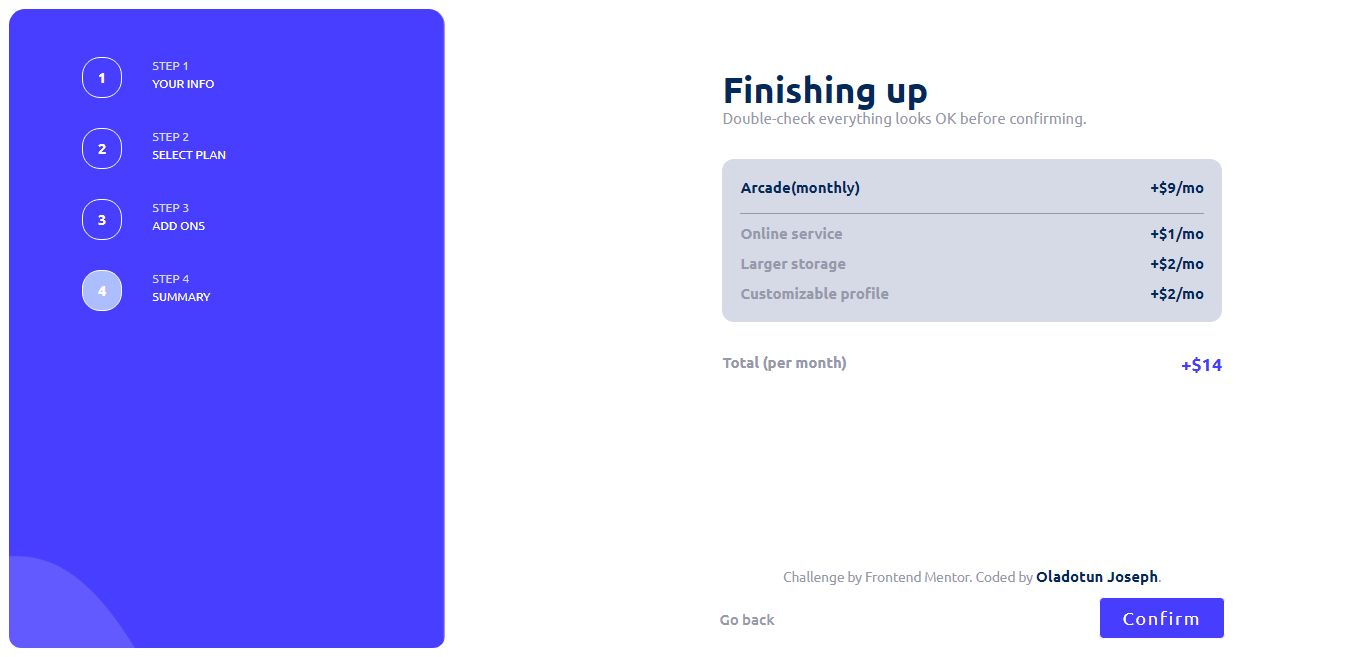 1
STEP 1
YOUR INFO
2
STEP 2
SELECT PLAN
3
STEP 3
ADD ONS
4
STEP 4
SUMMARY
Finishing up
Double-check everything looks OK before confirming.
Arcade(monthly) +$9/mo
Online service +$1/mo
Larger storage +$2/mo
Customizable profile +$2/mo
Total (per month) +$14
Challenge by Frontend Mentor. Coded by Oladotun Joseph.
Go back Confirm